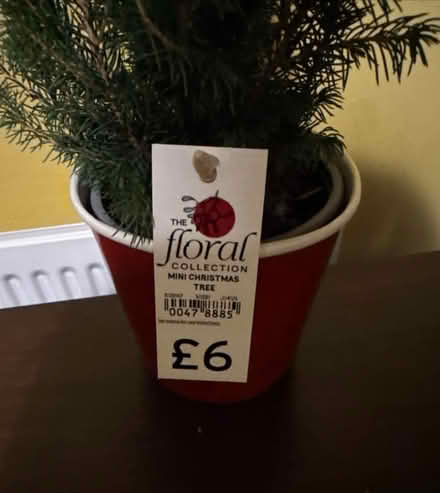 THE
floral
COLLECTION
MINI CHRISTMAS
TREE
0047 8885
£6